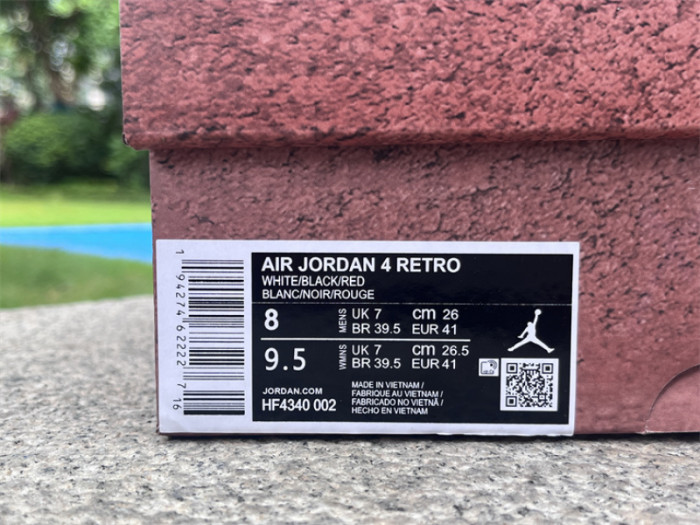 AIR JORDAN 4 RETRO
WHITE/BLACK/RED
BLANC/NOIR/ROUGE
8 MENS UK 7 cm 26
BR 39.5 EUR 41
9.5 WMNS UK 7 cm 26.5
BR 39.5 EUR 41
JORDAN.COM
HF4340 002
MADE IN VIETNAM /
FABRIQUE AU VIETNAM /
FABRICADO NO VIETNÃ /
HECHO EN VIETNAM
1 94274 62222 7 16